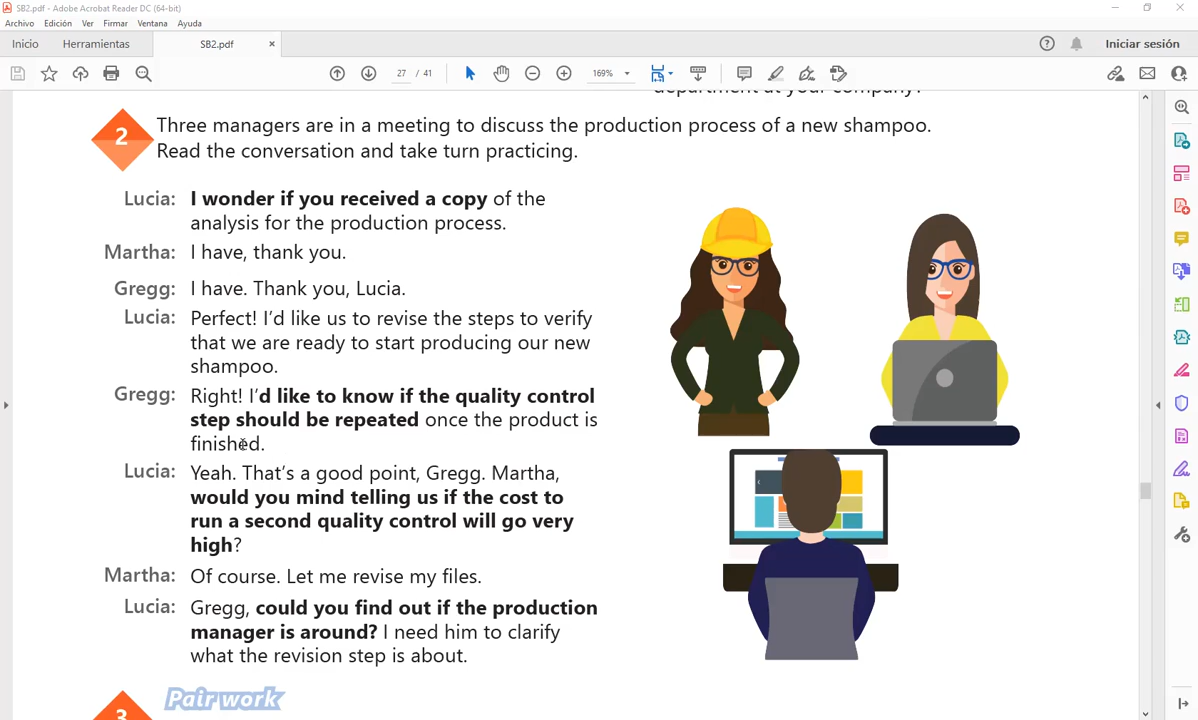 SB2.pdf - Adobe Acrobat Reader DC (64-bit)
Archivo Edición Ver Firmar Ventana Ayuda
Inicio Herramientas SB2.pdf × Iniciar sesión
27 / 41 169%
department at your company?
2 Three managers are in a meeting to discuss the production process of a new shampoo.
Read the conversation and take turn practicing.
Lucia: I wonder if you received a copy of the
analysis for the production process.
Martha: I have, thank you.
Gregg: I have. Thank you, Lucia.
Lucia: Perfect! I'd like us to revise the steps to verify
that we are ready to start producing our new
shampoo.
Gregg: Right! I'd like to know if the quality control
step should be repeated once the product is
finished.
Lucia: Yeah. That's a good point, Gregg. Martha,
would you mind telling us if the cost to
run a second quality control will go very
high?
Martha: Of course. Let me revise my files.
Lucia: Gregg, could you find out if the production
manager is around? I need him to clarify
what the revision step is about.
Pair work
3